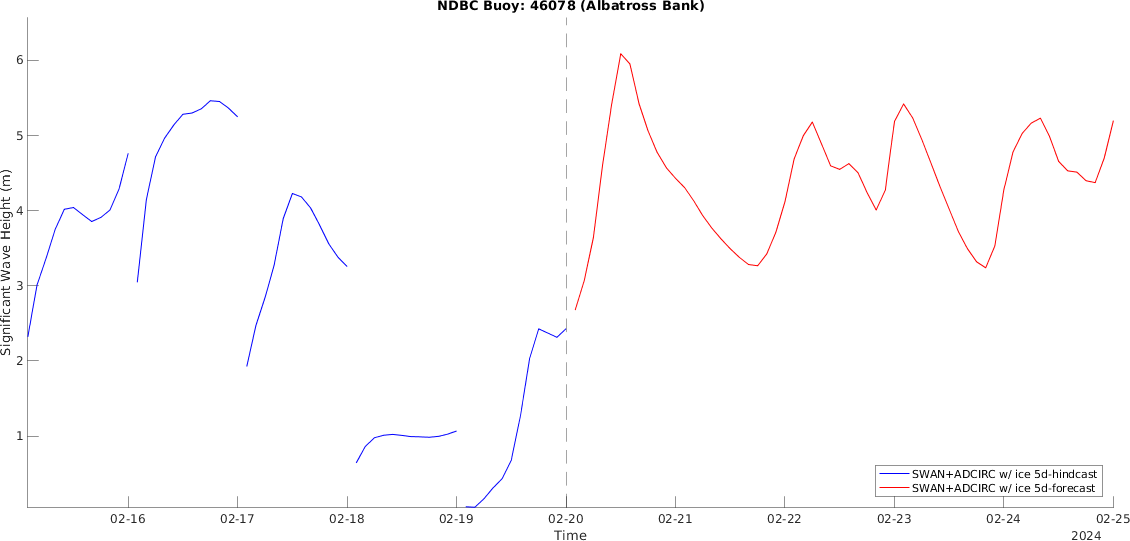 NDBC Buoy: 46078 (Albatross Bank)
Significant Wave Height (m)
6
5
4
3
2
1
SWAN+ADCIRC w/ ice 5d-hindcast
SWAN+ADCIRC w/ ice 5d-forecast
02-16 02-17 02-18 02-19 02-20 02-21 02-22 02-23 02-24 02-25
Time
2024